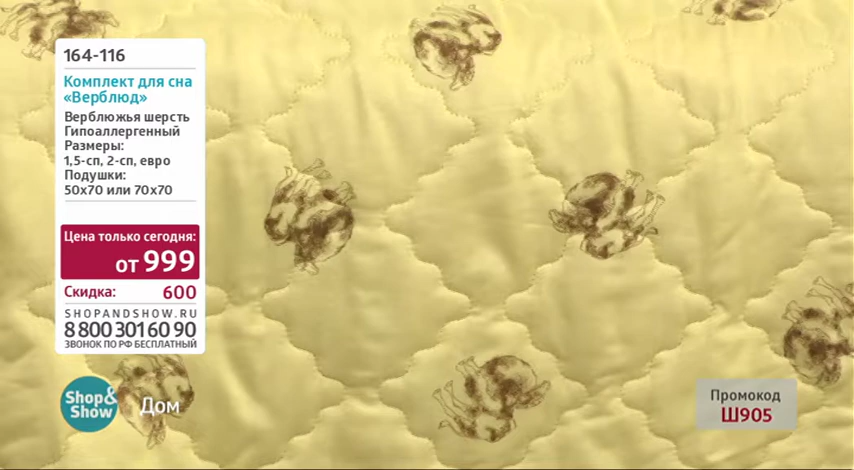 164-116
Комплект для сна
«Верблюд»
Верблюжья шерсть
Гипоаллергенный
Размеры:
1,5-сп, 2-сп, евро
Подушки:
50x70 или 70x70
Цена только сегодня:
от 999
Скидка: 600
SHOPANDSHOW.RU
8 800 301 60 90
ЗВОНОК ПО РФ БЕСПЛАТНЫЙ
Shop&
Show
Дом
Промокод
Ш905